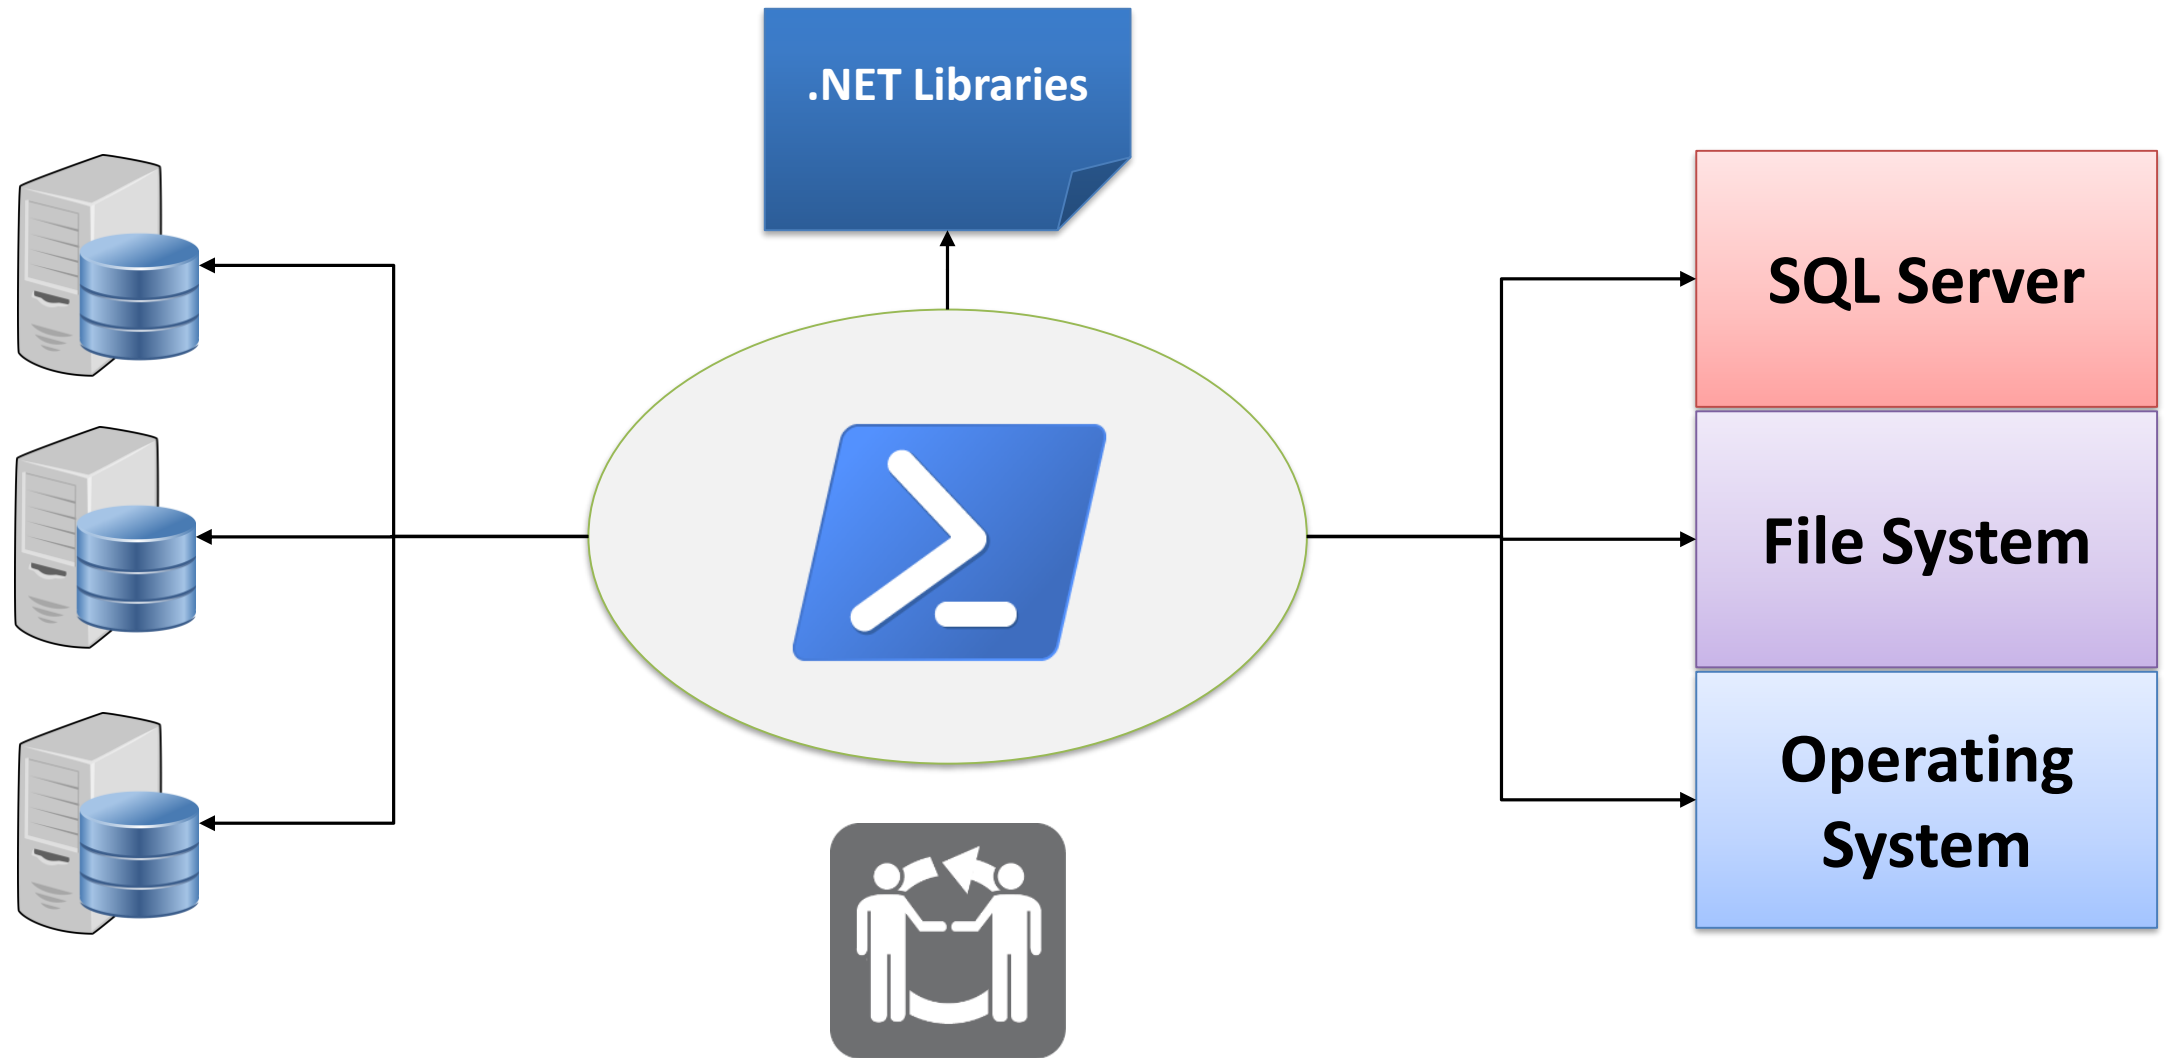 .NET Libraries
SQL Server
File System
Operating
System